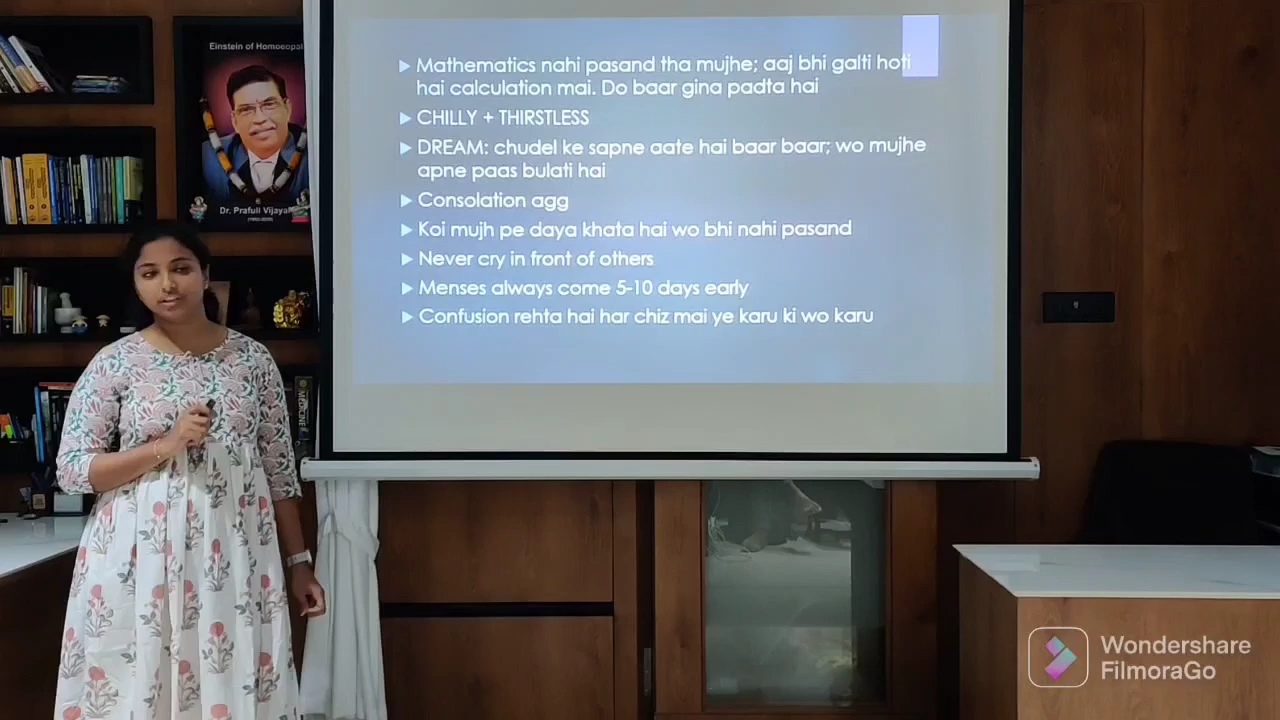 Einstein of Homoeopat
Dr. Prafull Vijayak
Mathematics nahi pasand tha mujhe; aaj bhi galti hoti
hai calculation mai. Do baar gina padta hai
CHILLY + THIRSTLESS
DREAM: chudel ke sapne aate hai baar baar; wo mujhe
apne paas bulati hai
Consolation agg
Koi mujh pe daya khata hai wo bhi nahi pasand
Never cry in front of others
Menses always come 5-10 days early
Confusion rehta hai har chiz mai ye karu ki wo karu
MEDICINE
Wondershare
FilmoraGo